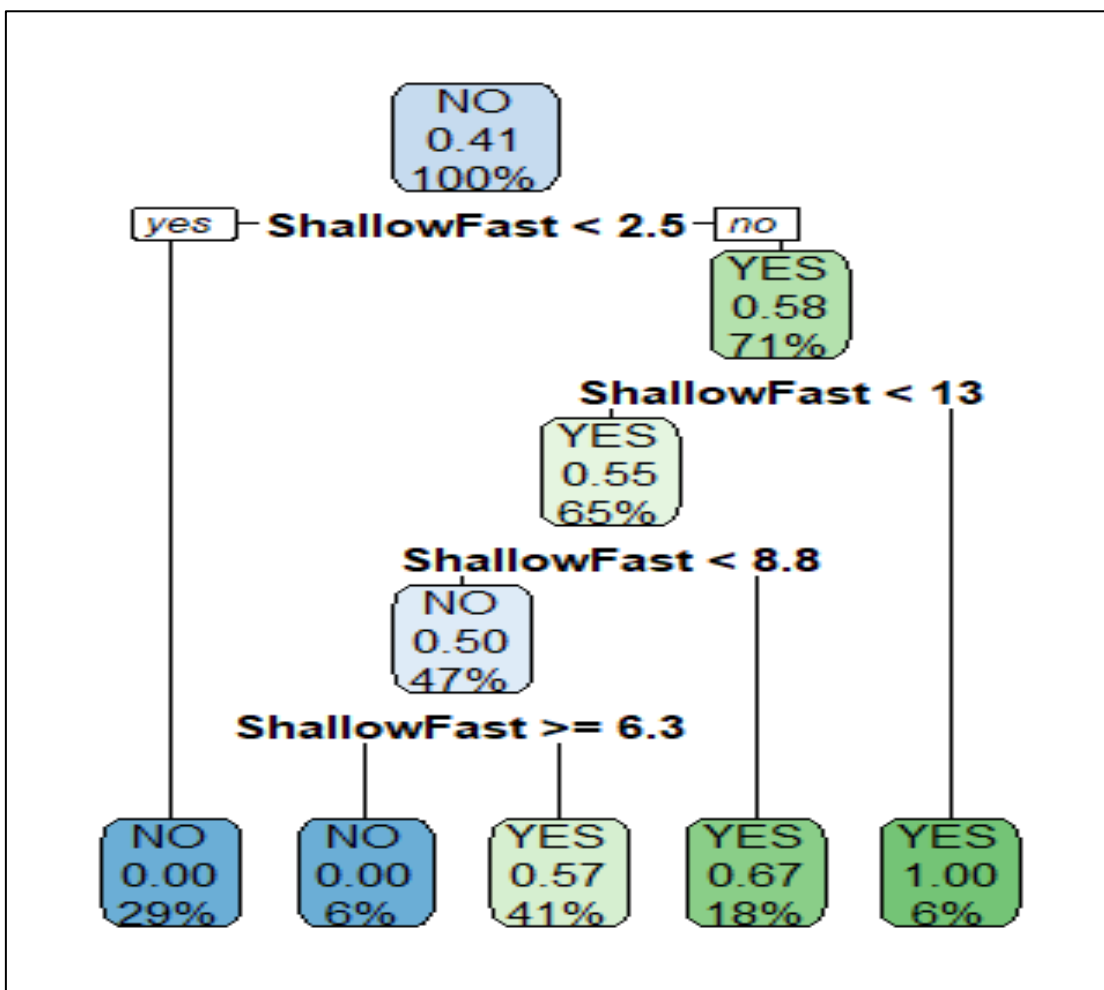 NO
0.41
100%
yes ShallowFast < 2.5 no
YES
0.58
71%
ShallowFast < 13
YES
0.55
65%
ShallowFast < 8.8
NO
0.50
47%
ShallowFast >= 6.3
NO NO YES YES YES
0.00 0.00 0.57 0.67 1.00
29% 6% 41% 18% 6%